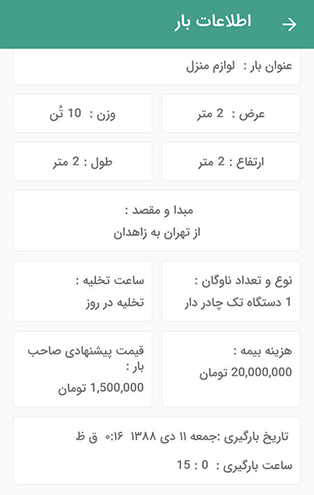 اطلاعات بار
عنوان بار : لوازم منزل
عرض : 2 متر
وزن : 10 تُن
ارتفاع : 2 متر
طول : 2 متر
مبدا و مقصد :
از تهران به زاهدان
نوع و تعداد ناوگان :
1 دستگاه تک چادر دار
ساعت تخلیه :
تخلیه در روز
هزینه بیمه :
20,000,000 تومان
قیمت پیشنهادی صاحب
بار :
1,500,000 تومان
تاریخ بارگیری :جمعه ۱۱ دی ۱۳۸۸ ۰:۱۶ ق ظ
ساعت بارگیری : 0 : 15